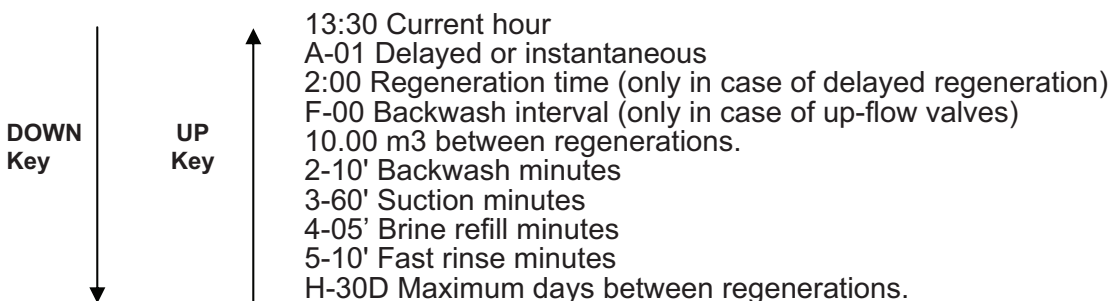 13:30 Current hour
A-01 Delayed or instantaneous
2:00 Regeneration time (only in case of delayed regeneration)
F-00 Backwash interval (only in case of up-flow valves)
10.00 m3 between regenerations.
2-10' Backwash minutes
3-60' Suction minutes
4-05’ Brine refill minutes
5-10' Fast rinse minutes
H-30D Maximum days between regenerations.
DOWN
Key
UP
Key